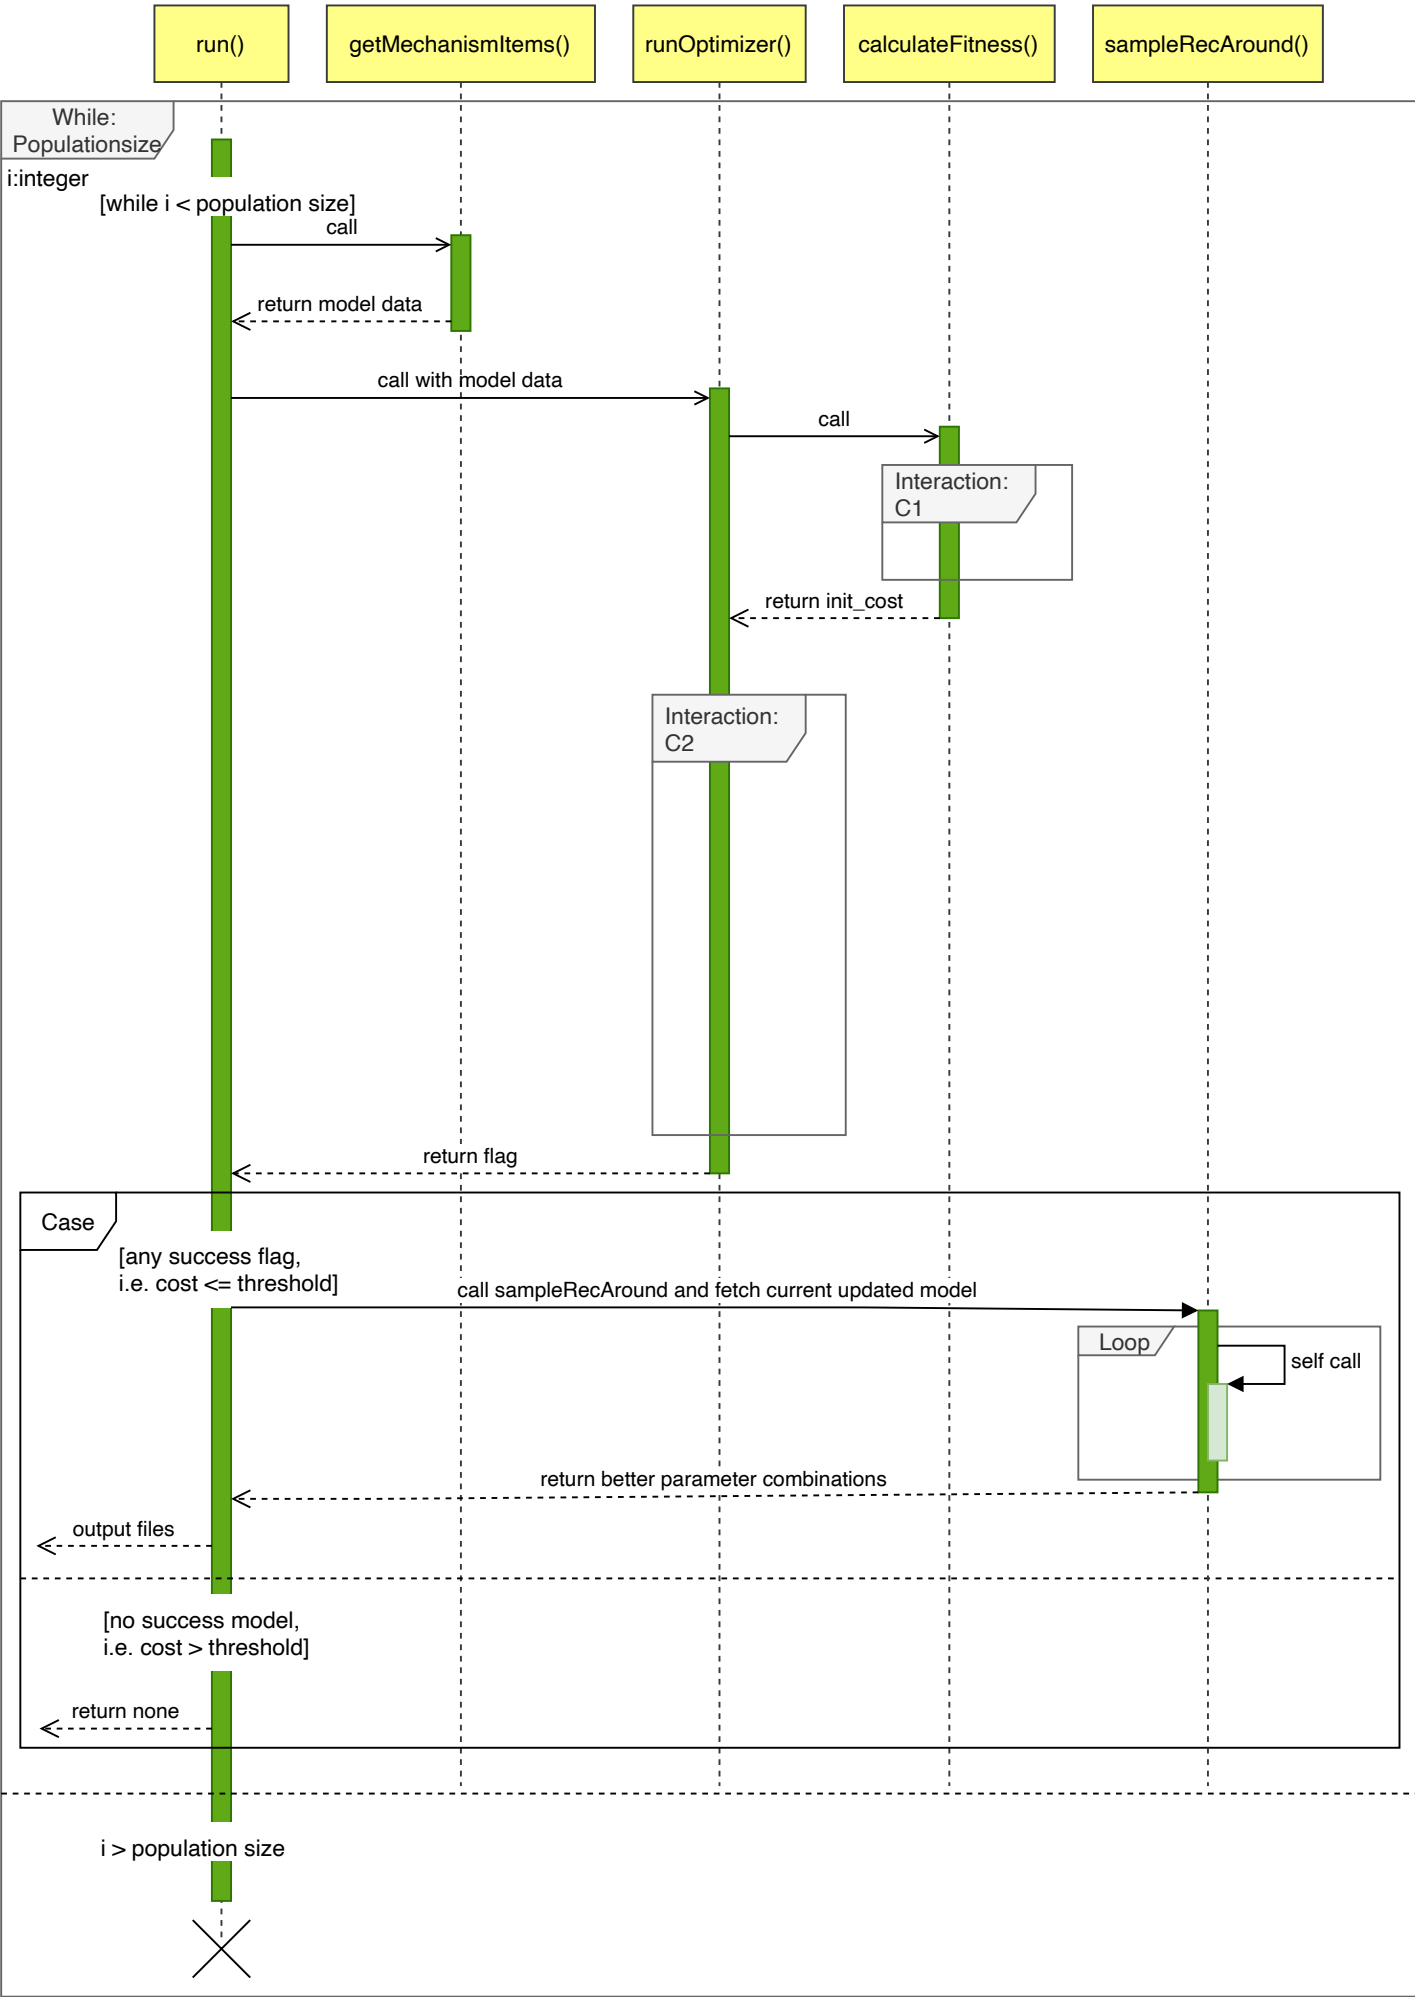 run()
getMechanismItems()
runOptimizer()
calculateFitness()
sampleRecAround()
While:
Populationsize
i:integer
[while i < population size]
call
return model data
call with model data
call
Interaction:
C1
return init_cost
Interaction:
C2
return flag
Case
[any success flag,
i.e. cost <= threshold]
call sampleRecAround and fetch current updated model
Loop
self call
return better parameter combinations
output files
[no success model,
i.e. cost > threshold]
return none
i > population size